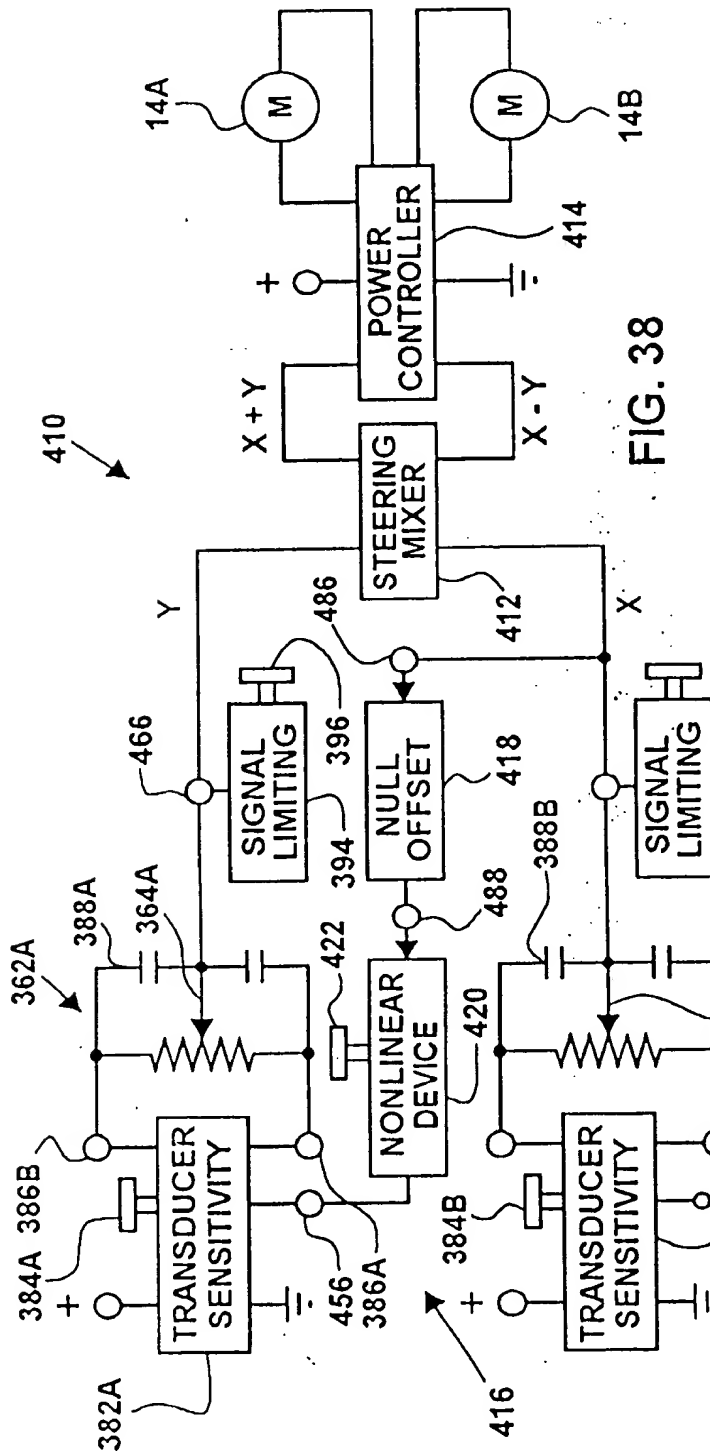 410
14A
M
+
X + Y
POWER
CONTROLLER
414
M
14B
STEERING
MIXER
412
X - Y
Y
X
466
SIGNAL
LIMITING
396
394
486
NULL
OFFSET
418
488
362A
388A
364A
422
NONLINEAR
DEVICE
420
386B
384A
+
TRANSDUCER
SENSITIVITY
382A
456
386A
416
388B
384B
+
TRANSDUCER
SENSITIVITY
SIGNAL
LIMITING
FIG. 38